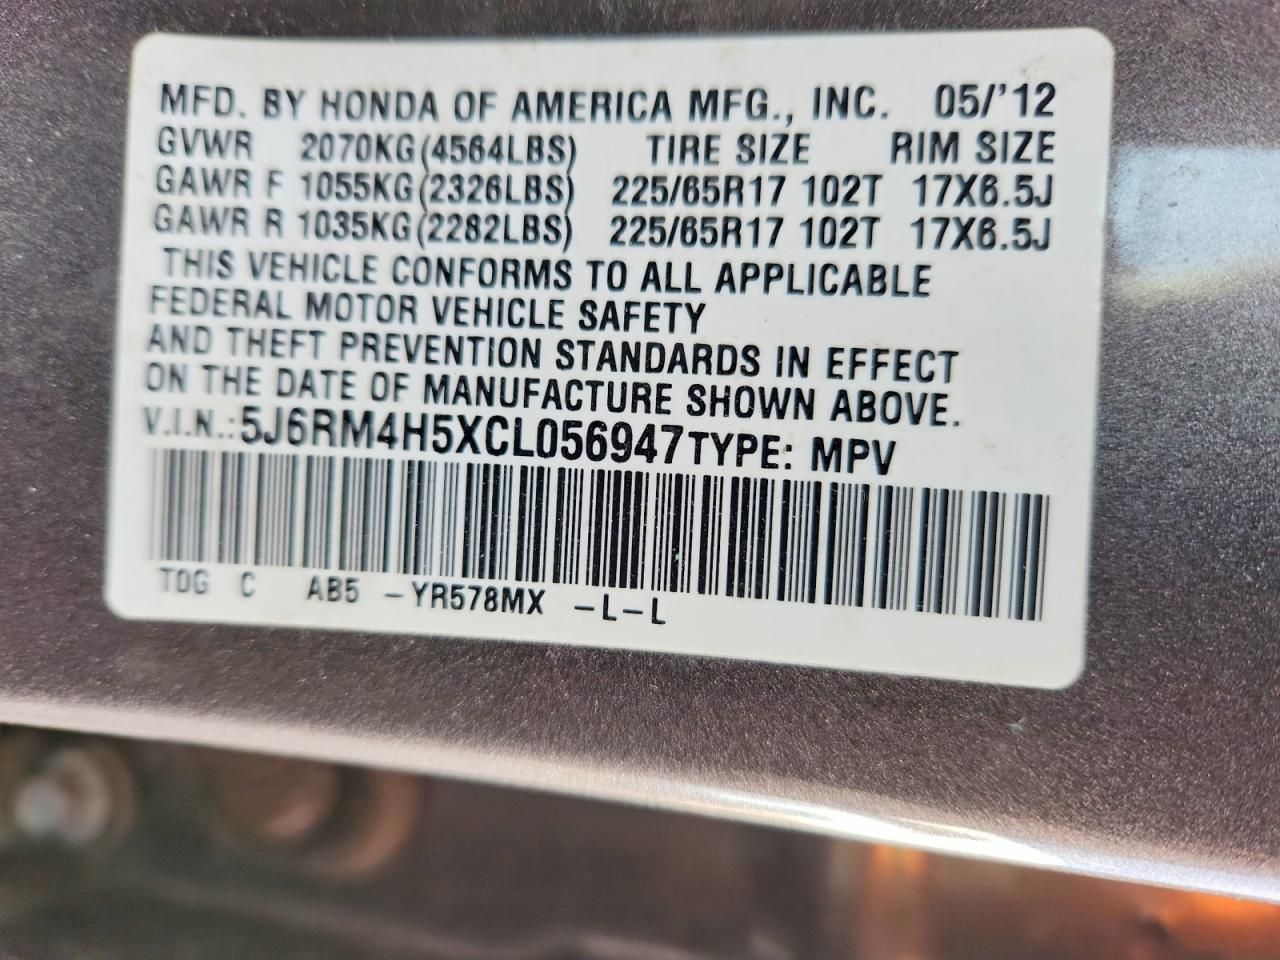 MFD. BY HONDA OF AMERICA MFG., INC. 05/'12
GVWR 2070KG(4564LBS) TIRE SIZE RIM SIZE
GAWR F 1055KG(2326LBS) 225/65R17 102T 17X6.5J
GAWR R 1035KG(2282LBS) 225/65R17 102T 17X6.5J
THIS VEHICLE CONFORMS TO ALL APPLICABLE
FEDERAL MOTOR VEHICLE SAFETY
AND THEFT PREVENTION STANDARDS IN EFFECT
ON THE DATE OF MANUFACTURE SHOWN ABOVE.
V.I.N.:5J6RM4H5XCL056947 TYPE: MPV
TOG C AB5 -YR578MX -L-L